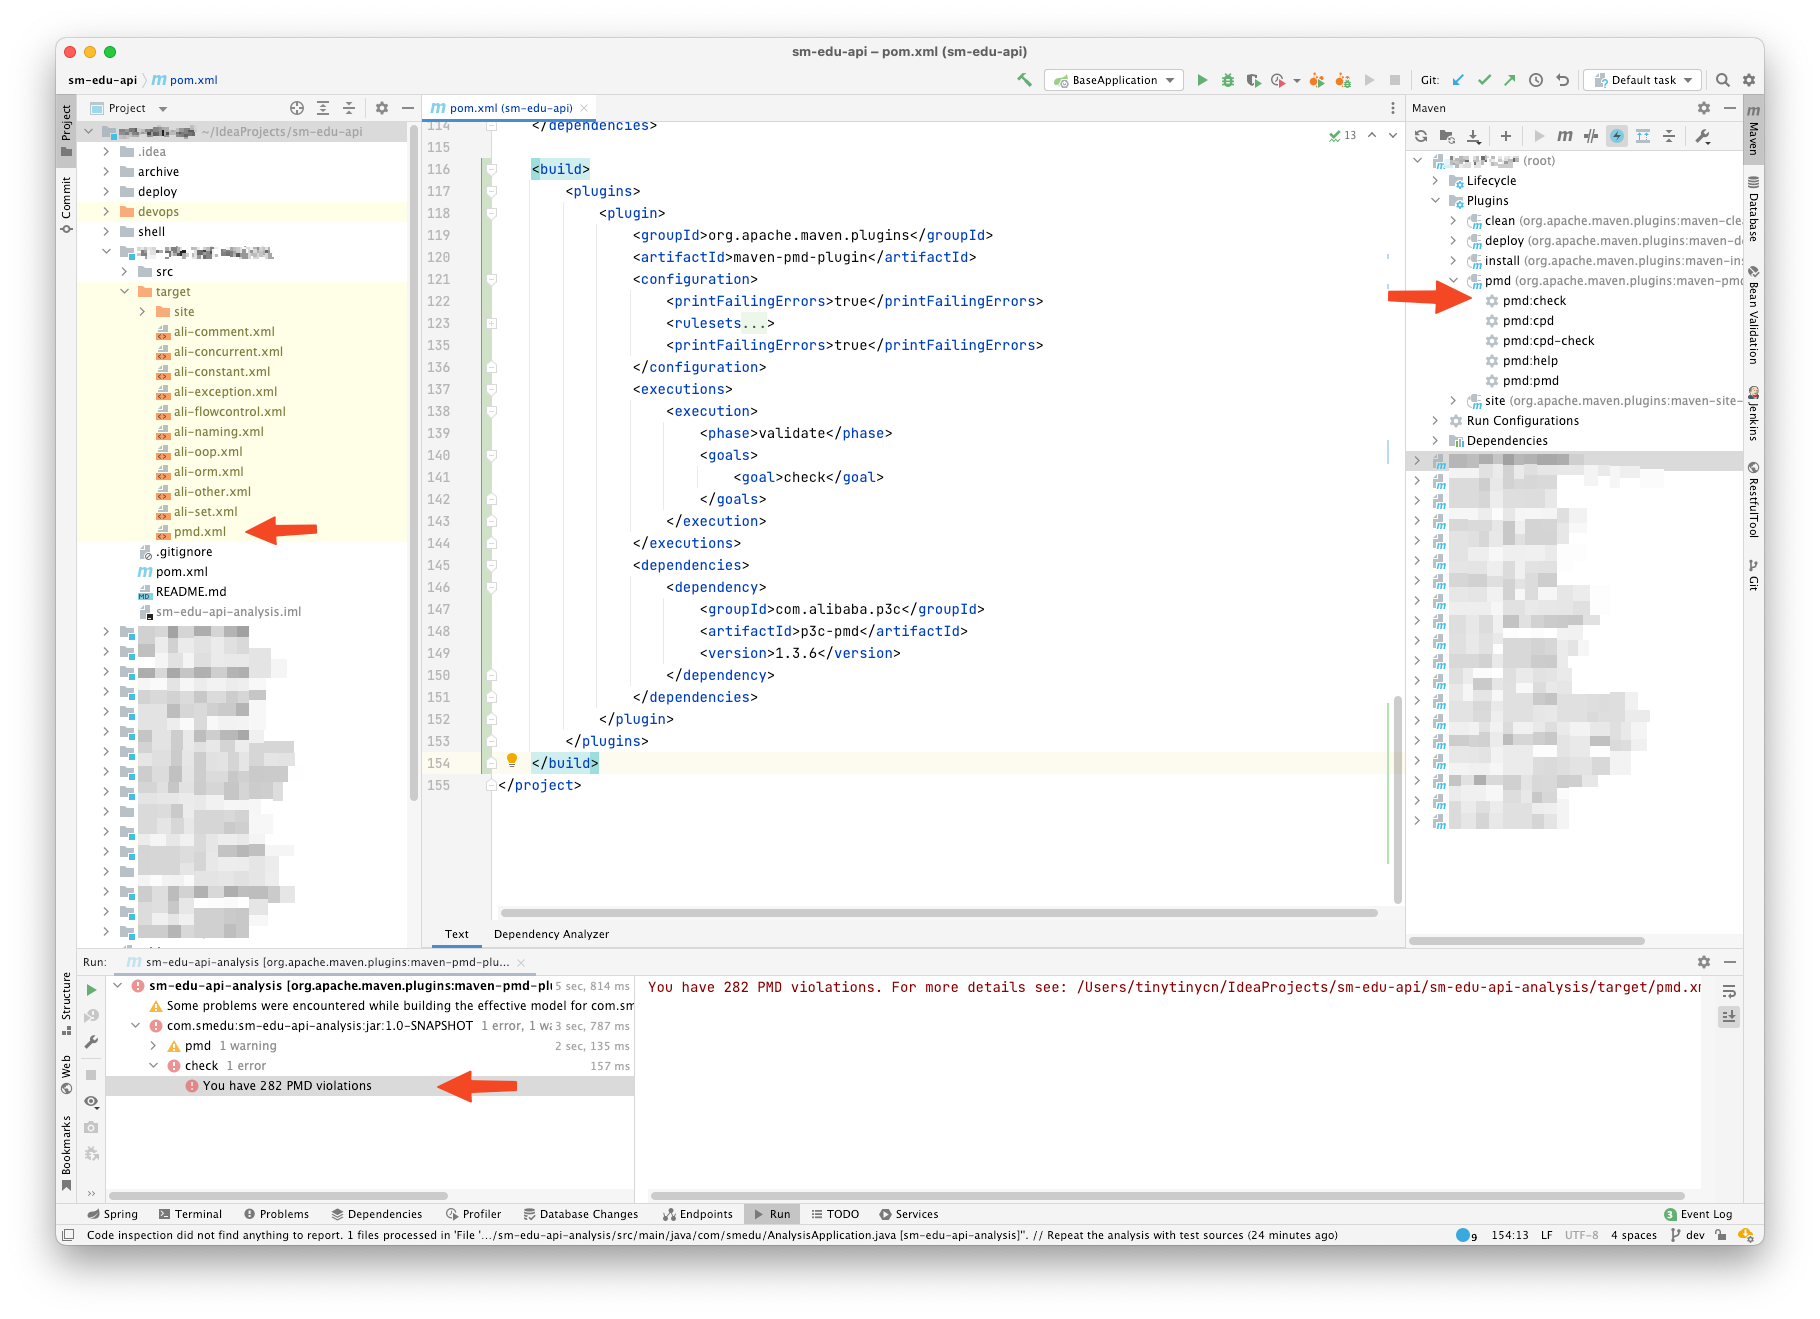 sm-edu-api – pom.xml (sm-edu-api)
sm-edu-api
pom.xml
BaseApplication
Git:
Default task
Project
~/IdeaProjects/sm-edu-api
.idea
archive
deploy
devops
shell
src
target
site
ali-comment.xml
ali-concurrent.xml
ali-constant.xml
ali-exception.xml
ali-flowcontrol.xml
ali-naming.xml
ali-oop.xml
ali-orm.xml
ali-other.xml
ali-set.xml
pmd.xml
.gitignore
pom.xml
README.md
sm-edu-api-analysis.iml
Project
Commit
Structure
Web
Bookmarks
pom.xml (sm-edu-api)
13
114 </dependencies>
115
116 <build>
117 <plugins>
118 <plugin>
119 <groupId>org.apache.maven.plugins</groupId>
120 <artifactId>maven-pmd-plugin</artifactId>
121 <configuration>
122 <printFailingErrors>true</printFailingErrors>
123 <rulesets...>
135 <printFailingErrors>true</printFailingErrors>
136 </configuration>
137 <executions>
138 <execution>
139 <phase>validate</phase>
140 <goals>
141 <goal>check</goal>
142 </goals>
143 </execution>
144 </executions>
145 <dependencies>
146 <dependency>
147 <groupId>com.alibaba.p3c</groupId>
148 <artifactId>p3c-pmd</artifactId>
149 <version>1.3.6</version>
150 </dependency>
151 </dependencies>
152 </plugin>
153 </plugins>
154 </build>
155 </project>
Text
Dependency Analyzer
Maven
(root)
Lifecycle
Plugins
clean (org.apache.maven.plugins:maven-cle
deploy (org.apache.maven.plugins:maven-de
install (org.apache.maven.plugins:maven-ins
pmd (org.apache.maven.plugins:maven-pmd
pmd:check
pmd:cpd
pmd:cpd-check
pmd:help
pmd:pmd
site (org.apache.maven.plugins:maven-site-
Run Configurations
Dependencies
Maven
Database
Bean Validation
Jenkins
RestfulTool
Git
Run:
sm-edu-api-analysis [org.apache.maven.plugins:maven-pmd-plu...
sm-edu-api-analysis [org.apache.maven.plugins:maven-pmd-plu 5 sec, 814 ms
Some problems were encountered while building the effective model for com.sm
com.smedu:sm-edu-api-analysis:jar:1.0-SNAPSHOT 1 error, 1 wa 3 sec, 787 ms
pmd 1 warning 2 sec, 135 ms
check 1 error 157 ms
You have 282 PMD violations
You have 282 PMD violations. For more details see: /Users/tinytinycn/IdeaProjects/sm-edu-api/sm-edu-api-analysis/target/pmd.xm
Spring
Terminal
Problems
Dependencies
Profiler
Database Changes
Endpoints
Run
TODO
Services
3 Event Log
Code inspection did not find anything to report. 1 files processed in 'File '.../sm-edu-api-analysis/src/main/java/com/smedu/AnalysisApplication.java [sm-edu-api-analysis]''. // Repeat the analysis with test sources (24 minutes ago)
9
154:13
LF
UTF-8
4 spaces
dev